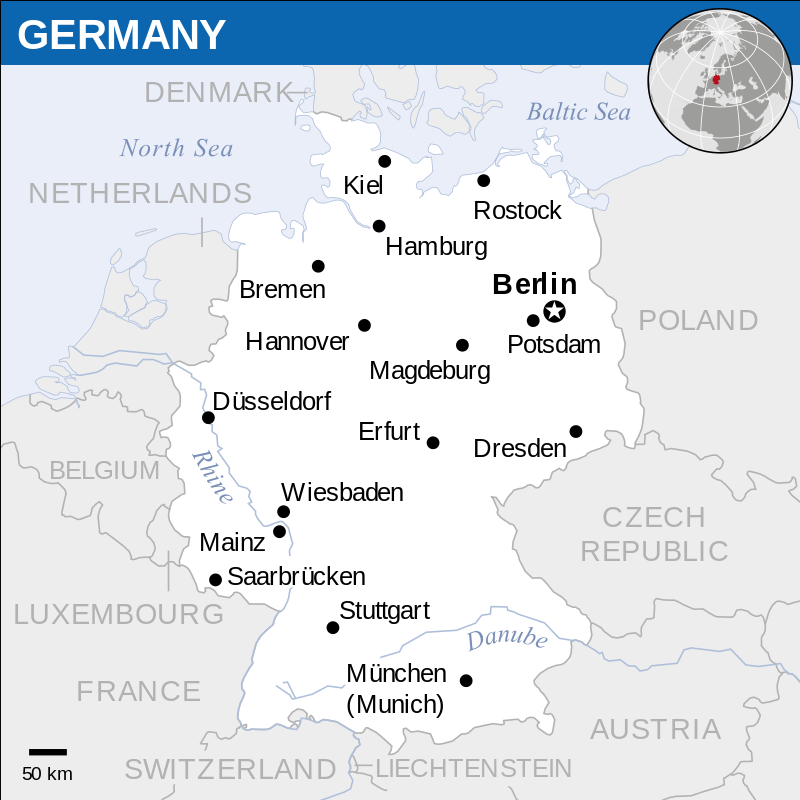 GERMANY
DENMARK
Baltic Sea
North Sea
Kiel
NETHERLANDS
Rostock
Hamburg
Bremen
Berlin
POLAND
Hannover
Potsdam
Magdeburg
Düsseldorf
Erfurt
Dresden
BELGIUM
Rhine
Wiesbaden
CZECH
REPUBLIC
Mainz
Saarbrücken
LUXEMBOURG
Stuttgart
Danube
München
(Munich)
FRANCE
AUSTRIA
50 km
SWITZERLAND
LIECHTENSTEIN